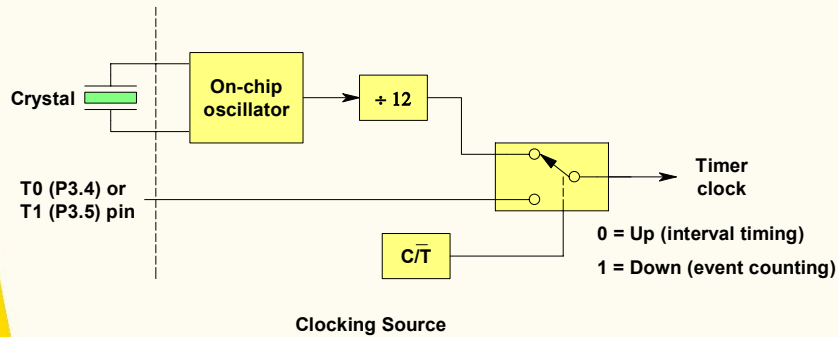 Crystal
On-chip
oscillator
÷ 12
T0 (P3.4) or
T1 (P3.5) pin
Timer
clock
C/T̅
0 = Up (interval timing)
1 = Down (event counting)
Clocking Source